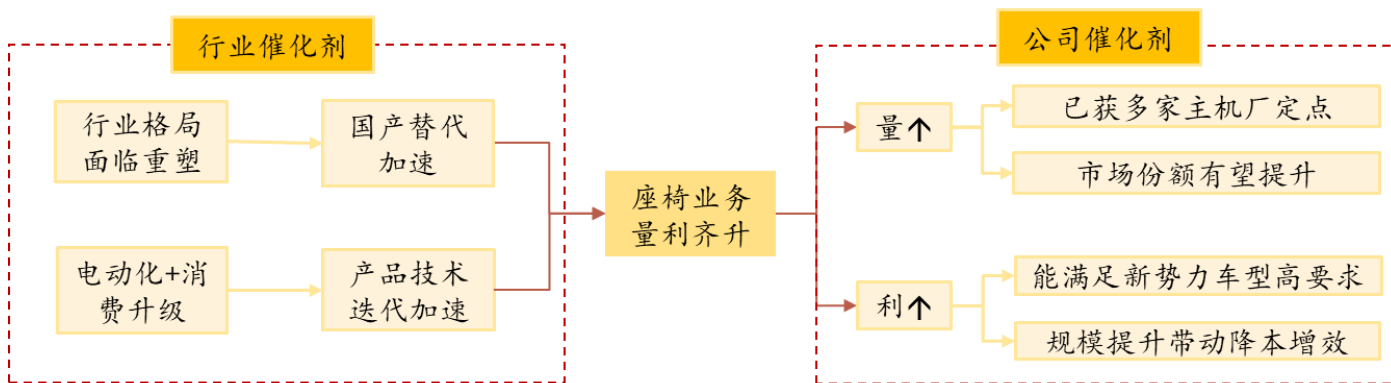 行业催化剂
行业格局
面临重塑
国产替代
加速
电动化+消
费升级
产品技术
迭代加速
座椅业务
量利齐升
公司催化剂
量↑
已获多家主机厂定点
市场份额有望提升
利↑
能满足新势力车型高要求
规模提升带动降本增效